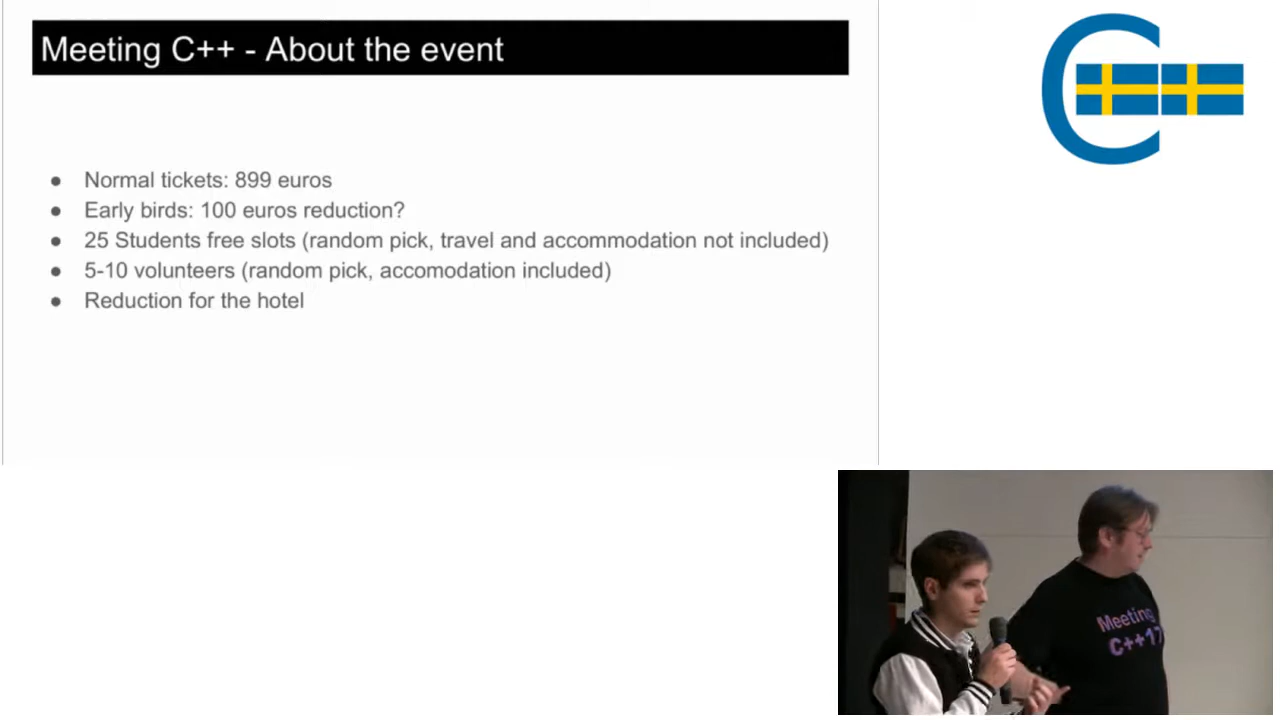 Meeting C++ - About the event
● Normal tickets: 899 euros
● Early birds: 100 euros reduction?
● 25 Students free slots (random pick, travel and accommodation not included)
● 5-10 volunteers (random pick, accomodation included)
● Reduction for the hotel
C
Meeting
C++17